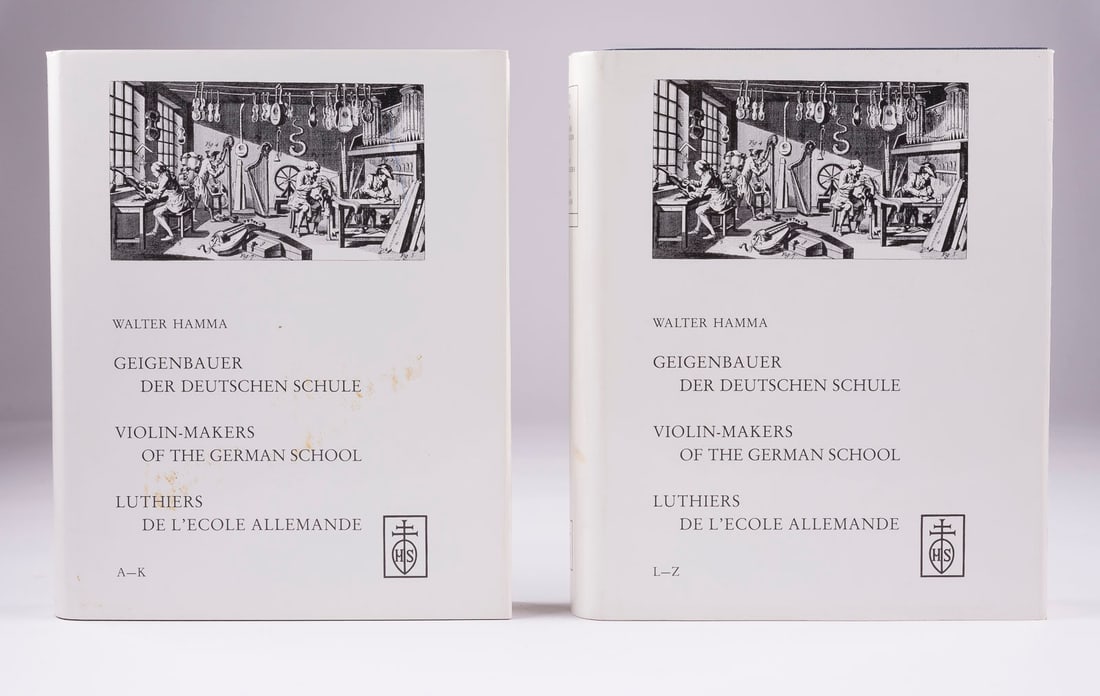 WALTER HAMMA
GEIGENBAUER
DER DEUTSCHEN SCHULE
VIOLIN-MAKERS
OF THE GERMAN SCHOOL
LUTHIERS
DE L'ECOLE ALLEMANDE
HS
A—K
WALTER HAMMA
GEIGENBAUER
DER DEUTSCHEN SCHULE
VIOLIN-MAKERS
OF THE GERMAN SCHOOL
LUTHIERS
DE L'ECOLE ALLEMANDE
HS
L—Z